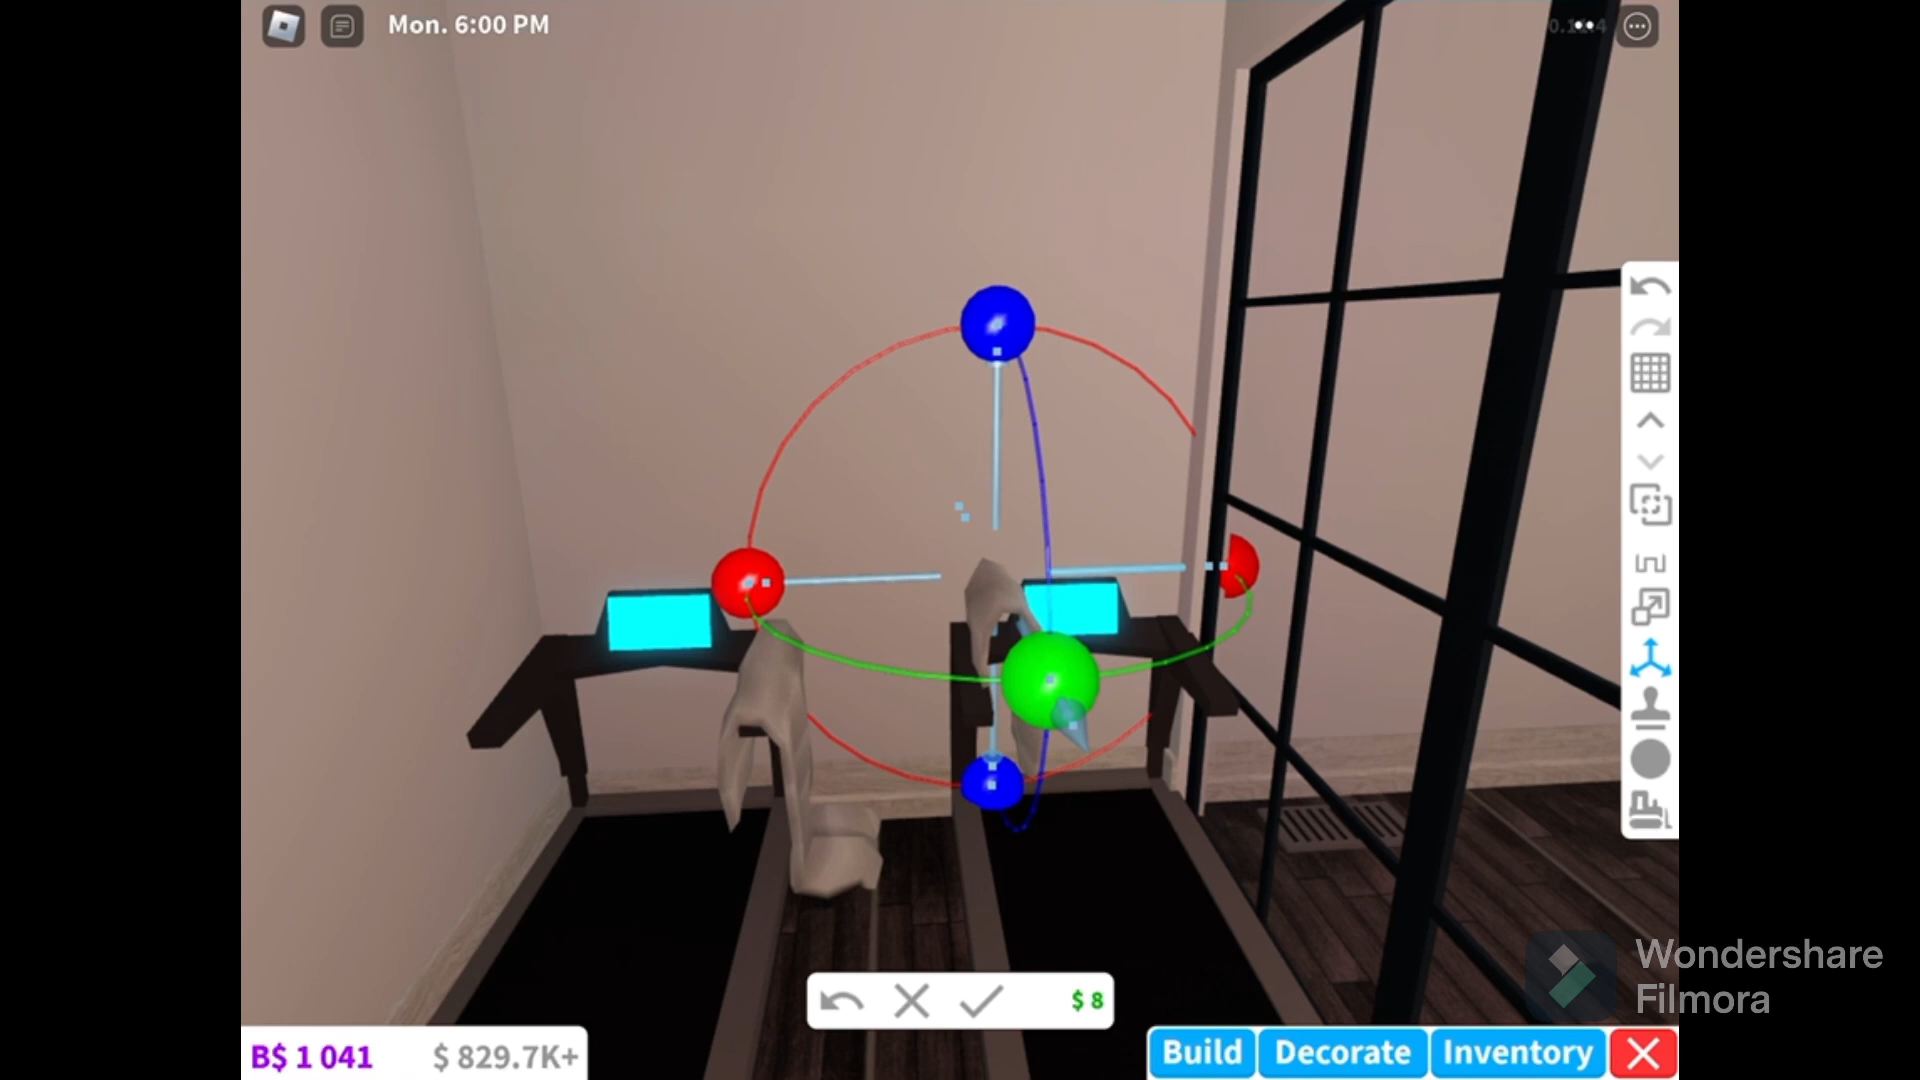 Mon. 6:00 PM
$ 8
Wondershare
Filmora
B$ 1 041
$ 829.7K+
Build
Decorate
Inventory